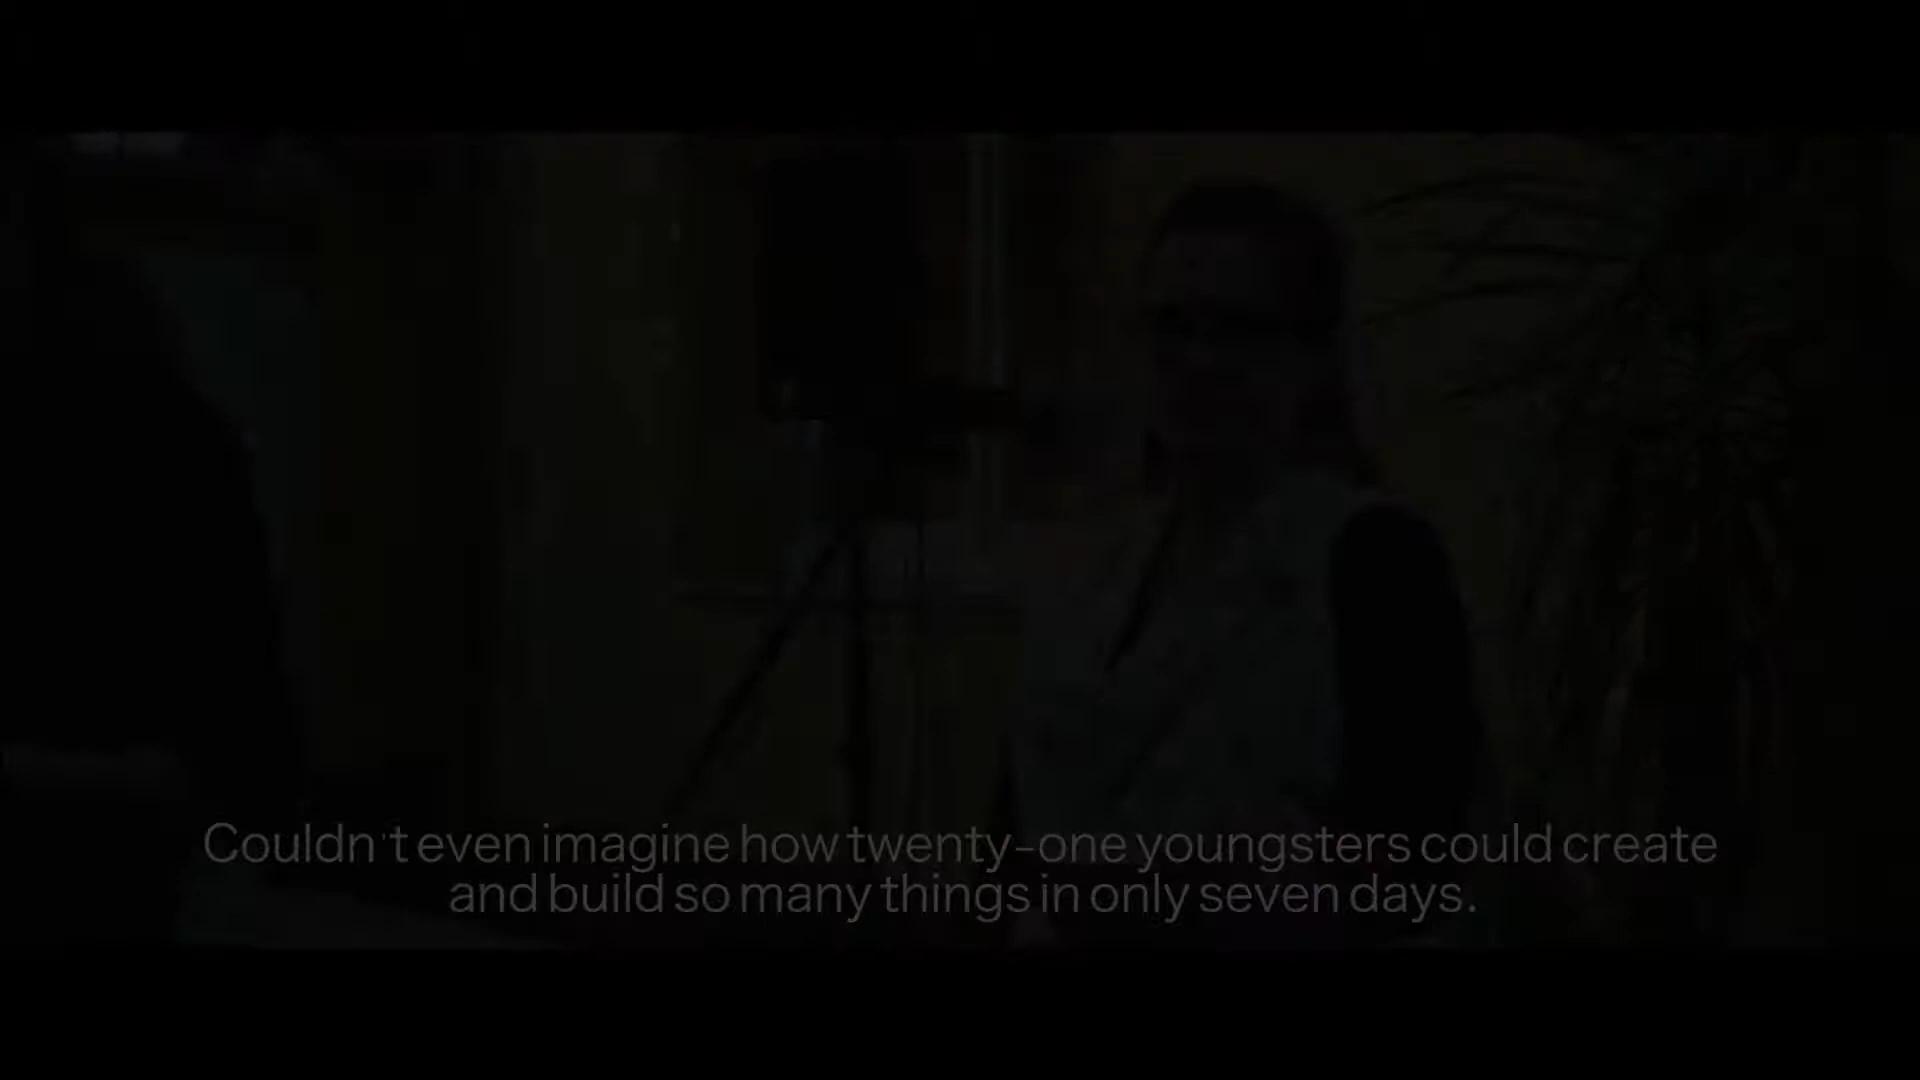 Couldn't even imagine how twenty-one youngsters could create
and build so many things in only seven days.